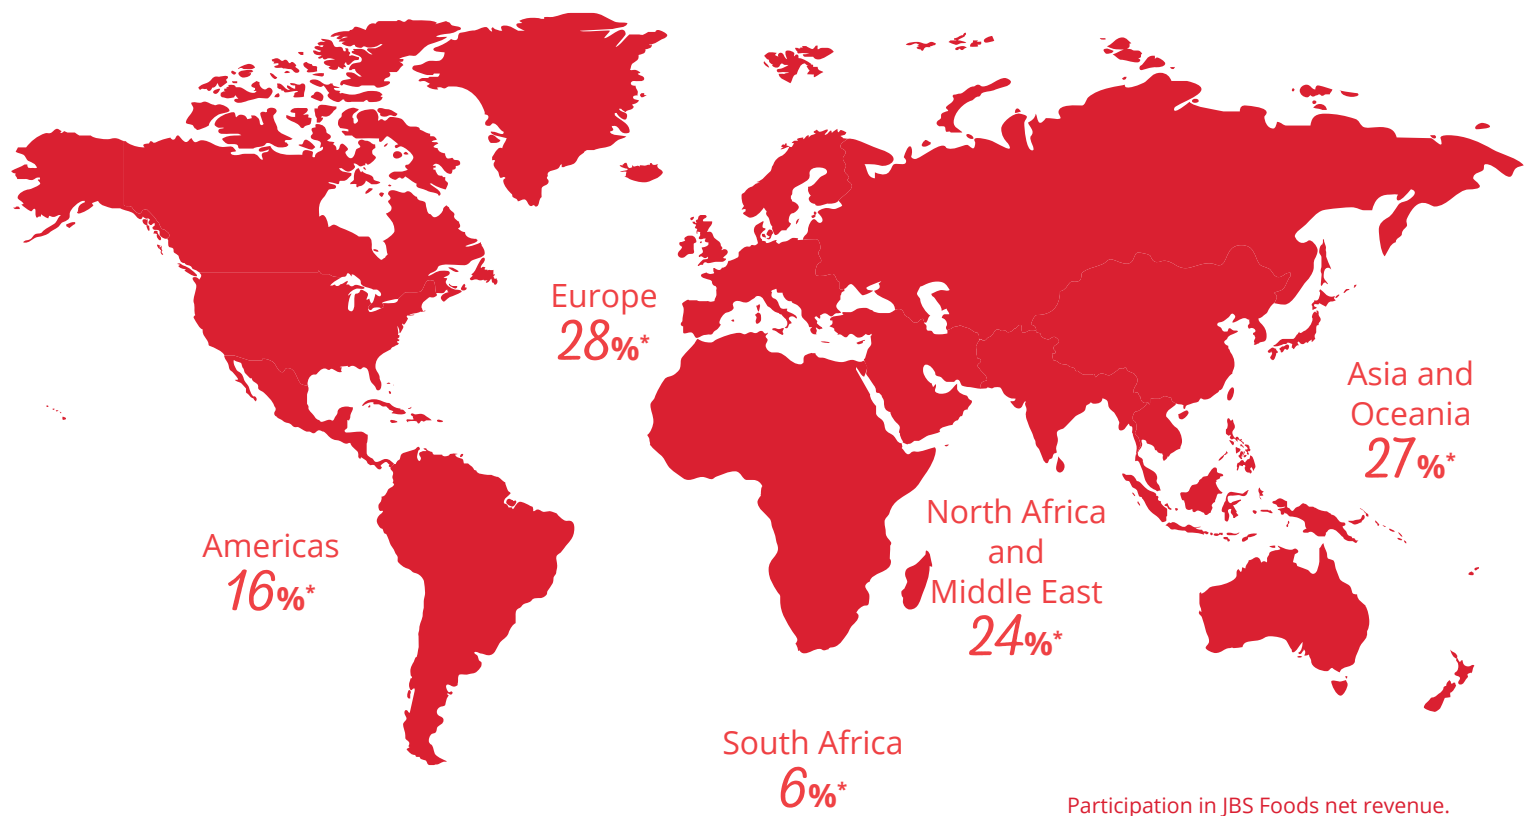 Europe
28%*
Asia and
Oceania
27%*
North Africa
and
Middle East
24%*
Americas
16%*
South Africa
6%*
Participation in JBS Foods net revenue.